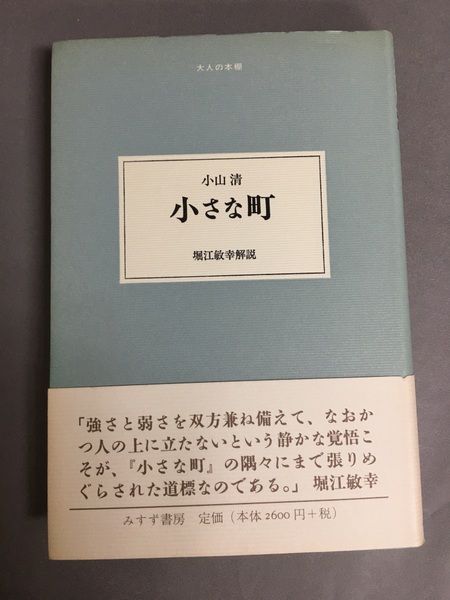 大人の本棚
小山 清
小さな町
堀江敏幸解説
「強さと弱さを双方兼ね備えて、なおか
つ人の上に立たないという静かな覚悟こ
そが、『小さな町』の隅々にまで張りめ
ぐらされた道標なのである。」 堀江敏幸
みすず書房 定価(本体2600円+税)